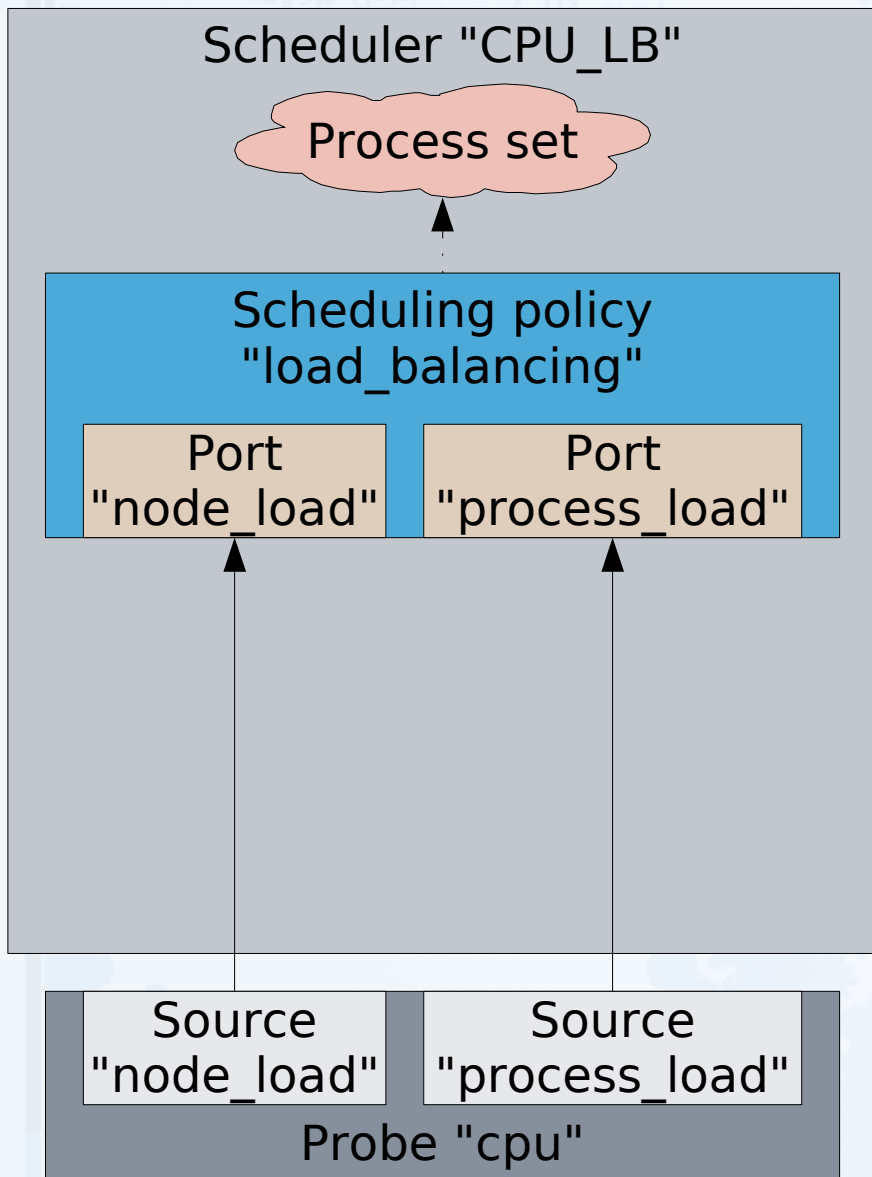 Scheduler "CPU_LB"
Process set
Scheduling policy
"load_balancing"
Port
"node_load"
Port
"process_load"
Source
"node_load"
Source
"process_load"
Probe "cpu"